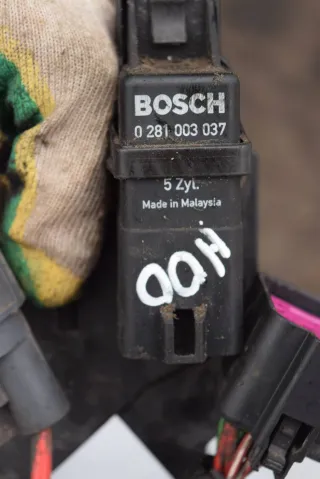 BOSCH
0 281 003 037
5 Zyl.
Made in Malaysia
00H